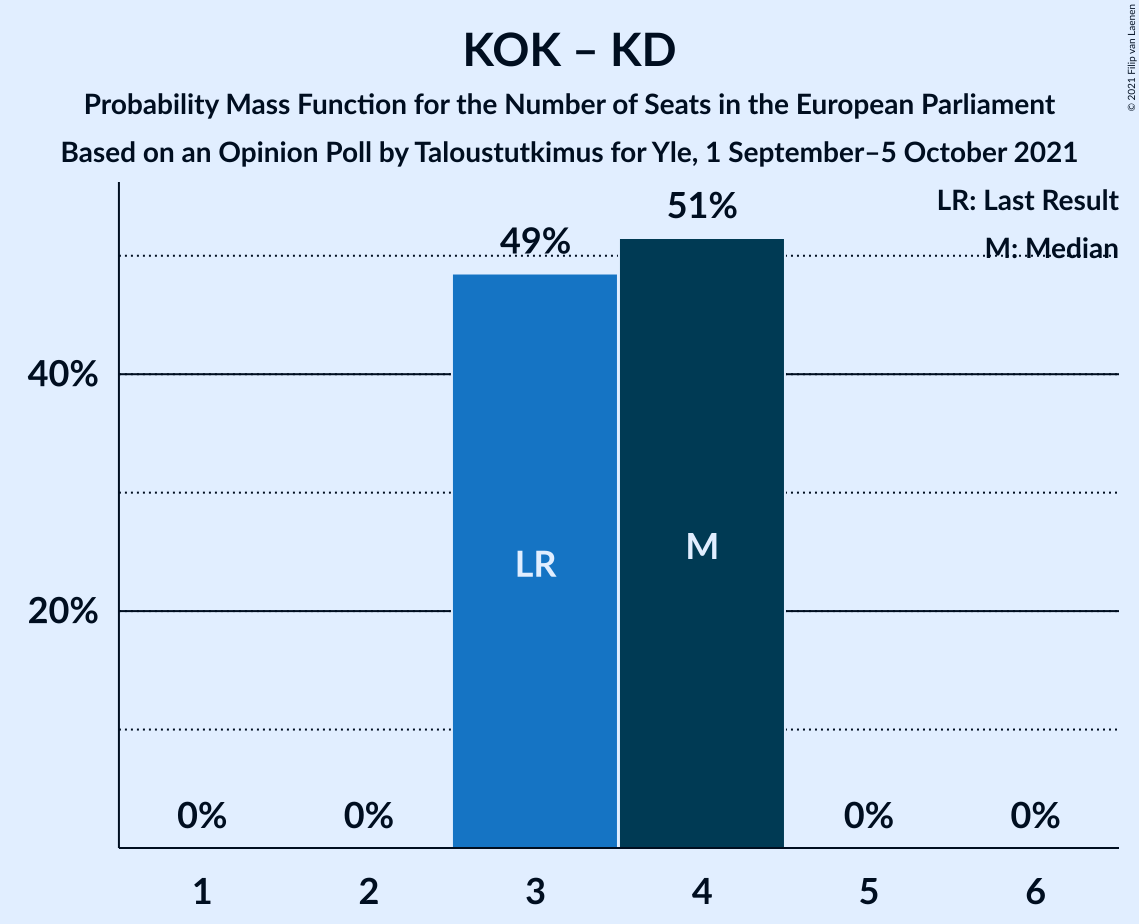 KOK – KD
Probability Mass Function for the Number of Seats in the European Parliament
Based on an Opinion Poll by Taloustutkimus for Yle, 1 September–5 October 2021
© 2021 Filip van Laenen
LR: Last Result
M: Median
51%
49%
40%
20%
LR
M
0%
0%
0%
0%
1
2
3
4
5
6